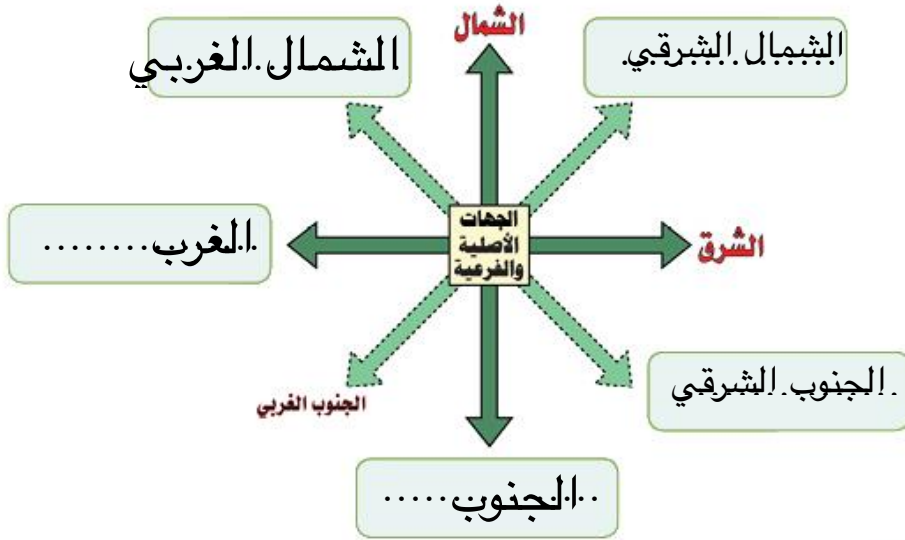 الشمال
الشمال الشرقي
الشمال الغربي
الجهات
الأصلية
والفرعية
الشرق
الغرب........
الجنوب الشرقي
الجنوب الغربي
..الجنوب.....